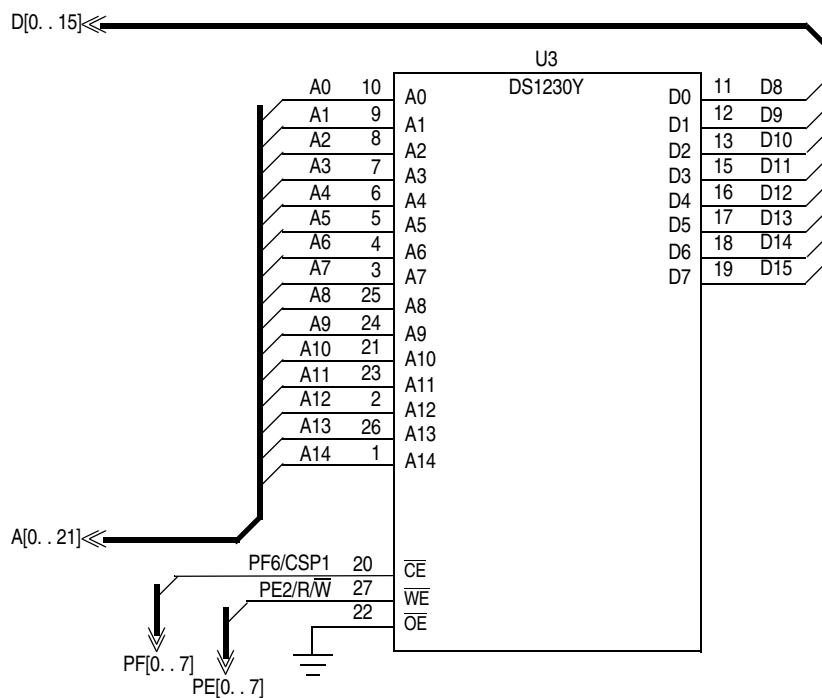 D[0. . 15]
U3
DS1230Y
A0 10 A0 D0 11 D8
A1 9 A1 D1 12 D9
A2 8 A2 D2 13 D10
A3 7 A3 D3 15 D11
A4 6 A4 D4 16 D12
A5 5 A5 D5 17 D13
A6 4 A6 D6 18 D14
A7 3 A7 D7 19 D15
A8 25 A8
A9 24 A9
A10 21 A10
A11 23 A11
A12 2 A12
A13 26 A13
A14 1 A14
A[0. . 21]
PF6/CSP1 20 C̅E̅
PE2/R/W̅ 27 W̅E̅
22 O̅E̅
PF[0. . 7]
PE[0. . 7]